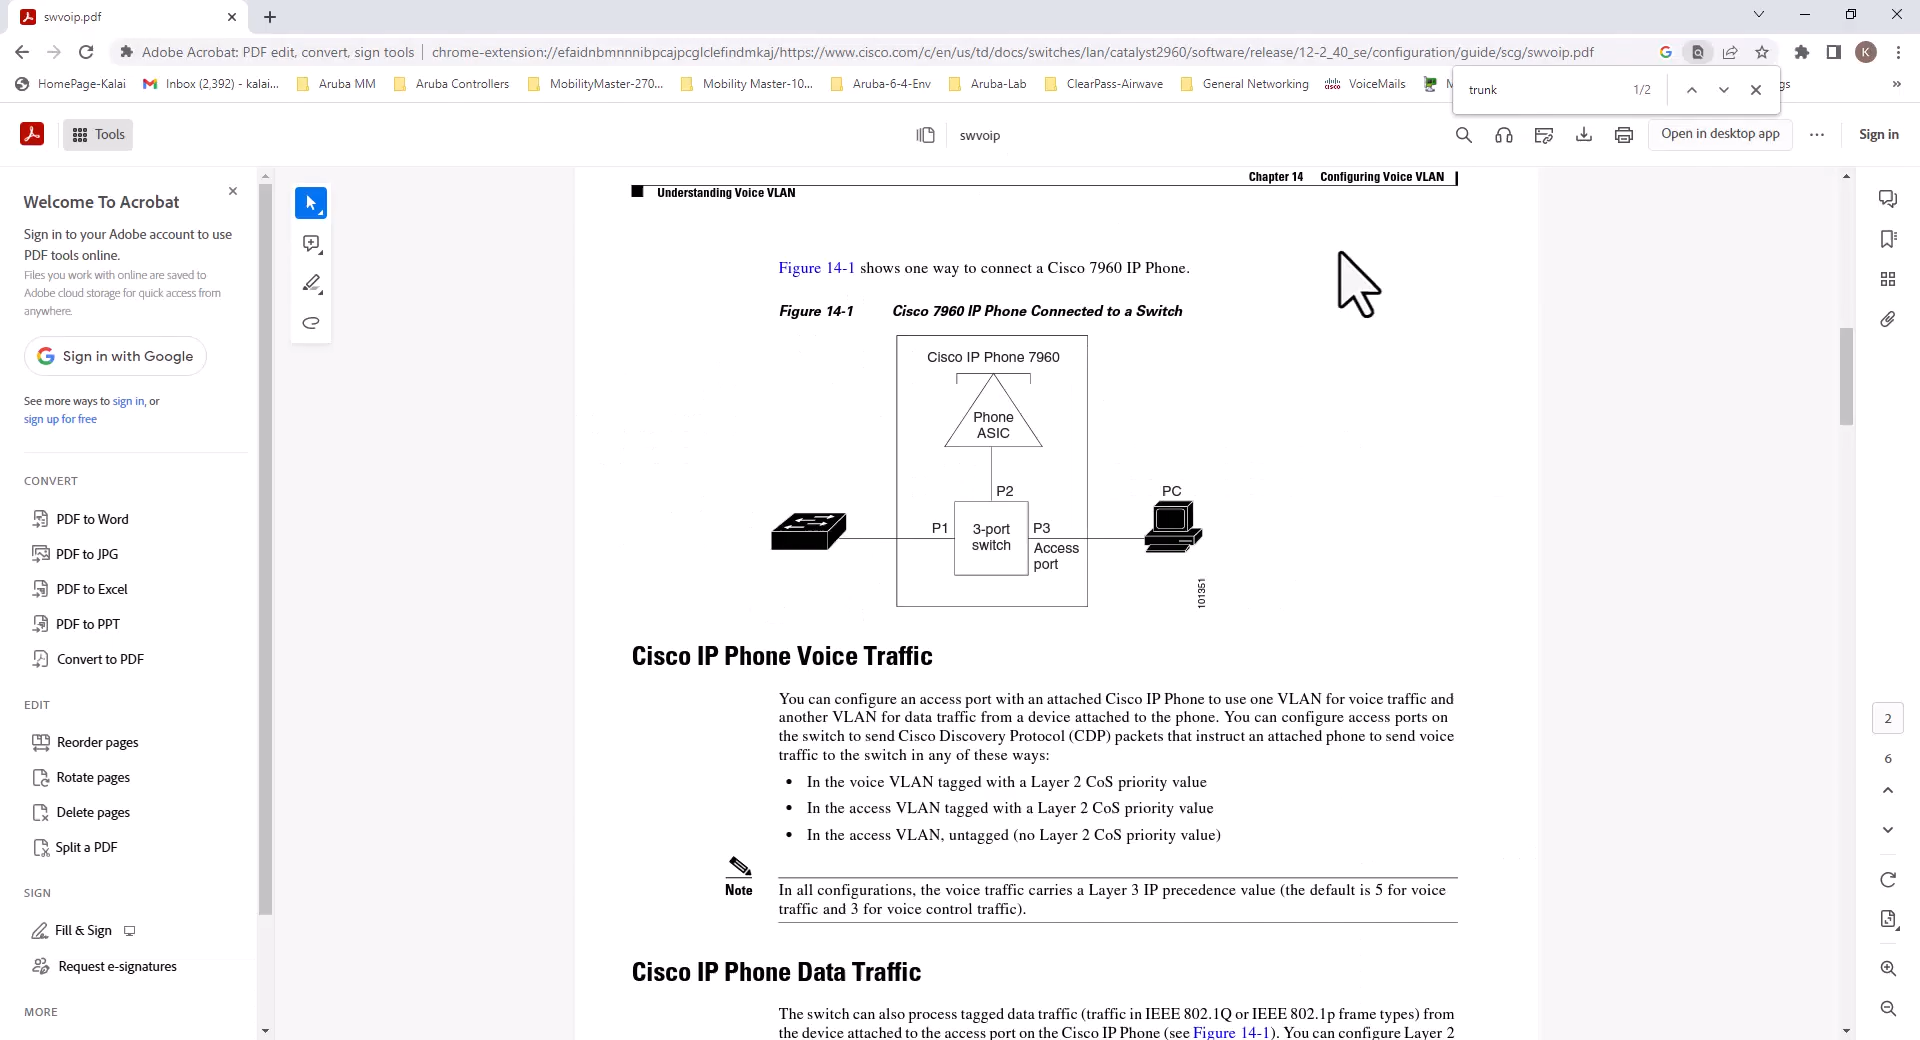 swvoip.pdf
Adobe Acrobat: PDF edit, convert, sign tools | chrome-extension://efaidnbmnnnibpcajpcglclefindmkaj/https://www.cisco.com/c/en/us/td/docs/switches/lan/catalyst2960/software/release/12-2_40_se/configuration/guide/scg/swvoip.pdf
K
HomePage-Kalai
Inbox (2,392) - kalai...
Aruba MM
Aruba Controllers
MobilityMaster-270...
Mobility Master-10...
Aruba-6-4-Env
Aruba-Lab
ClearPass-Airwave
General Networking
VoiceMails
trunk 1/2
Tools
swvoip
Open in desktop app
Sign in
Welcome To Acrobat
Sign in to your Adobe account to use
PDF tools online.
Files you work with online are saved to
Adobe cloud storage for quick access from
anywhere.
Sign in with Google
See more ways to sign in, or
sign up for free
CONVERT
PDF to Word
PDF to JPG
PDF to Excel
PDF to PPT
Convert to PDF
EDIT
Reorder pages
Rotate pages
Delete pages
Split a PDF
SIGN
Fill & Sign
Request e-signatures
MORE
Chapter 14 Configuring Voice VLAN
Understanding Voice VLAN
Figure 14-1 shows one way to connect a Cisco 7960 IP Phone.
Figure 14-1 Cisco 7960 IP Phone Connected to a Switch
Cisco IP Phone 7960
Phone
ASIC
P2
PC
P1
3-port
switch
P3
Access
port
101351
Cisco IP Phone Voice Traffic
You can configure an access port with an attached Cisco IP Phone to use one VLAN for voice traffic and
another VLAN for data traffic from a device attached to the phone. You can configure access ports on
the switch to send Cisco Discovery Protocol (CDP) packets that instruct an attached phone to send voice
traffic to the switch in any of these ways:
• In the voice VLAN tagged with a Layer 2 CoS priority value
• In the access VLAN tagged with a Layer 2 CoS priority value
• In the access VLAN, untagged (no Layer 2 CoS priority value)
Note In all configurations, the voice traffic carries a Layer 3 IP precedence value (the default is 5 for voice
traffic and 3 for voice control traffic).
Cisco IP Phone Data Traffic
The switch can also process tagged data traffic (traffic in IEEE 802.1Q or IEEE 802.1p frame types) from
the device attached to the access port on the Cisco IP Phone (see Figure 14-1). You can configure Layer 2
2
6